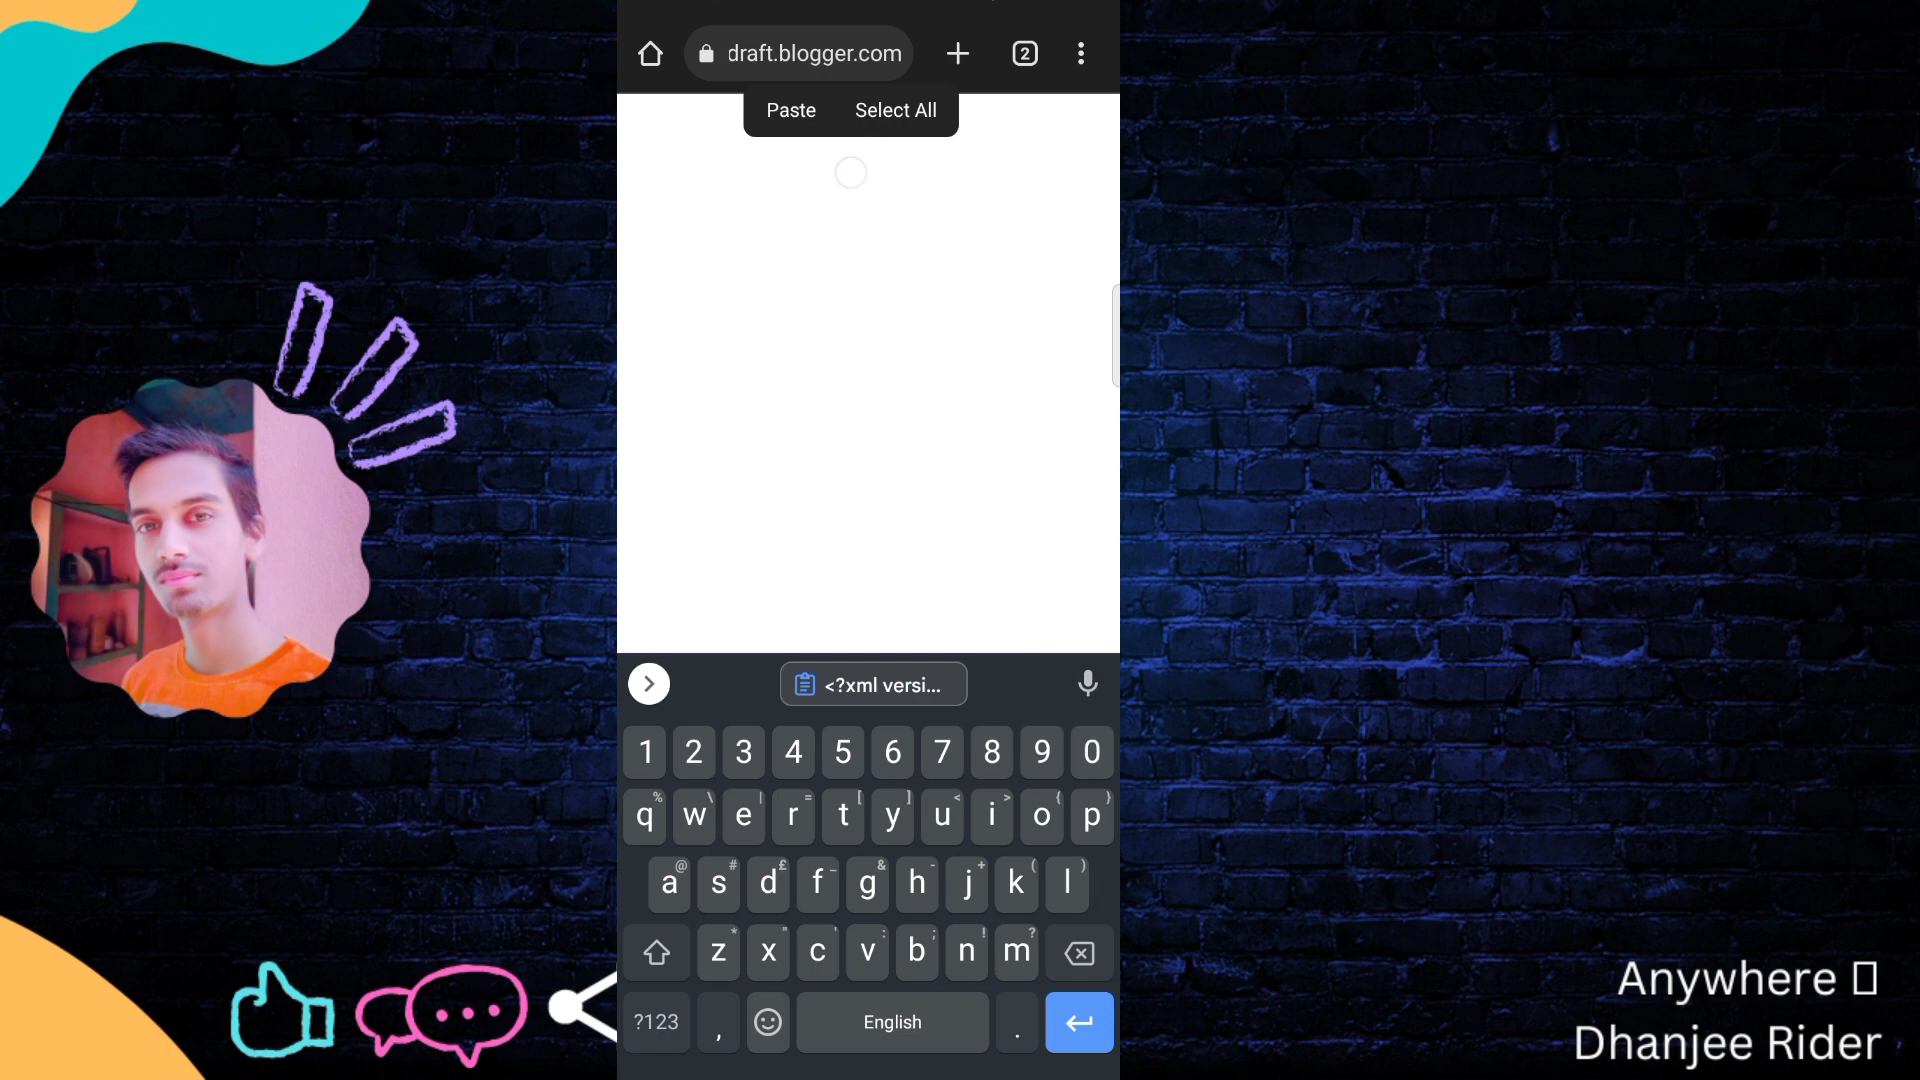 draft.blogger.com
2
Paste Select All
<?xml versi...
1 2 3 4 5 6 7 8 9 0
% \ | = [ ] < > { }
q w e r t y u i o p
@ # £ _ & - + ( )
a s d f g h j k l
* " ' : ; ! ?
z x c v b n m
?123 , English .
Anywhere
Dhanjee Rider